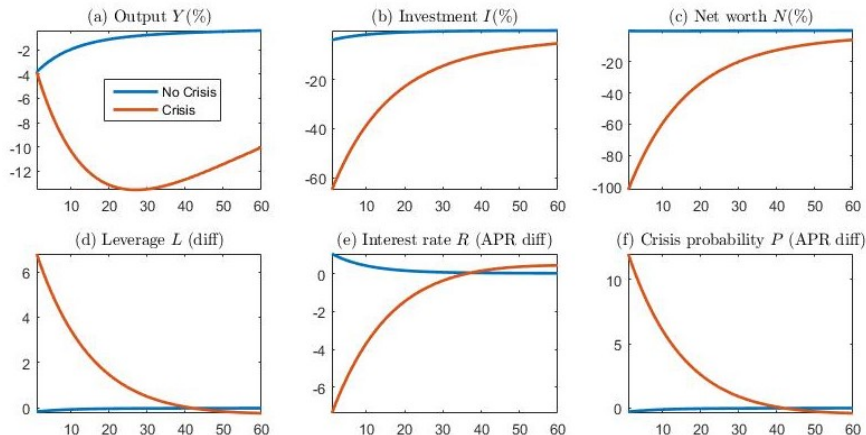 (a) Output Y(%)
(b) Investment I(%)
(c) Net worth N(%)
-2
-4
-6
-8
-10
-12
No Crisis
Crisis
10 20 30 40 50 60
-20
-40
-60
10 20 30 40 50 60
-20
-40
-60
-80
-100
10 20 30 40 50 60
(d) Leverage L (diff)
(e) Interest rate R (APR diff)
(f) Crisis probability P (APR diff)
6
4
2
0
10 20 30 40 50 60
0
-2
-4
-6
10 20 30 40 50 60
10
5
0
10 20 30 40 50 60